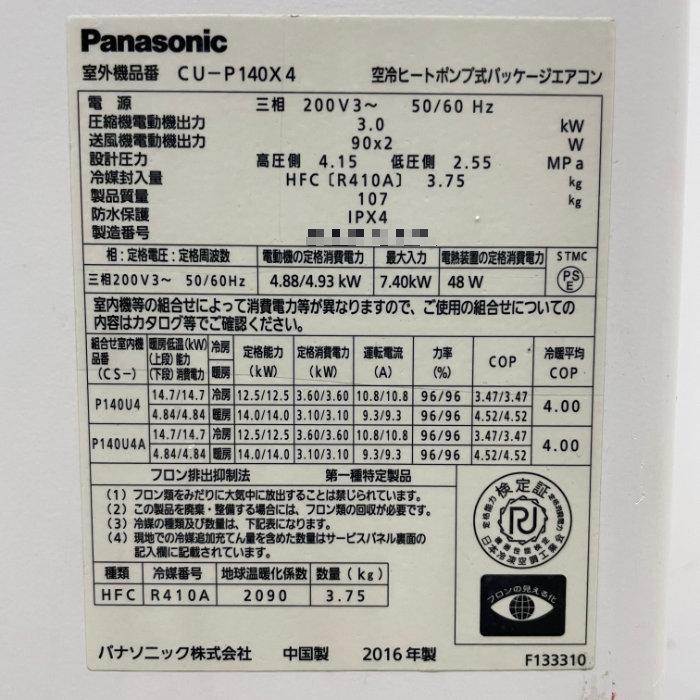 Panasonic
室外機品番 CU-P140X4 空冷ヒートポンプ式パッケージエアコン
電源 三相 200V3~ 50/60 Hz
圧縮機電動機出力 3.0 kW
送風機電動機出力 90x2 W
設計圧力 高圧側 4.15 低圧側 2.55 MPa
冷媒封入量 HFC〔R410A〕 3.75 kg
製品質量 107 kg
防水保護 IPX4
製造番号
相:定格電圧:定格周波数 電動機の定格消費電力 最大入力 電熱装置の定格消費電力 STMC
三相200V3~ 50/60Hz 4.88/4.93 kW 7.40kW 48 W PSE
室内機等の組合せによって消費電力等が異なりますので、ご使用の組合せについての
内容はカタログ等でご確認ください。
組合せ室内機品番(CS-) 暖房低温(kW)(上段)能力(下段)消費電力 冷房 暖房 定格能力(kW) 定格消費電力(kW) 運転電流(A) 力率(%) COP 冷暖平均COP
P140U4 14.7/14.7 冷房 12.5/12.5 3.60/3.60 10.8/10.8 96/96 3.47/3.47 4.00
4.84/4.84 暖房 14.0/14.0 3.10/3.10 9.3/9.3 96/96 4.52/4.52
P140U4A 14.7/14.7 冷房 12.5/12.5 3.60/3.60 10.8/10.8 96/96 3.47/3.47 4.00
4.84/4.84 暖房 14.0/14.0 3.10/3.10 9.3/9.3 96/96 4.52/4.52
フロン排出抑制法 第一種特定製品
(1) フロン類をみだりに大気中に放出することは禁じられています。
(2) この製品を廃棄・整備する場合には、フロン類の回収が必要です。
(3) 冷媒の種類及び数量は、下表になります。
(4) 現地での冷媒追加充てん量を含めた数量はサービスパネル裏面の
記入欄に記載されています。
種類 冷媒番号 地球温暖化係数 数量(kg)
HFC R410A 2090 3.75
検定証
定格能力
定格消費電力
日本冷凍空調工業会
フロンの見える化
パナソニック株式会社 中国製 2016年製
F133310